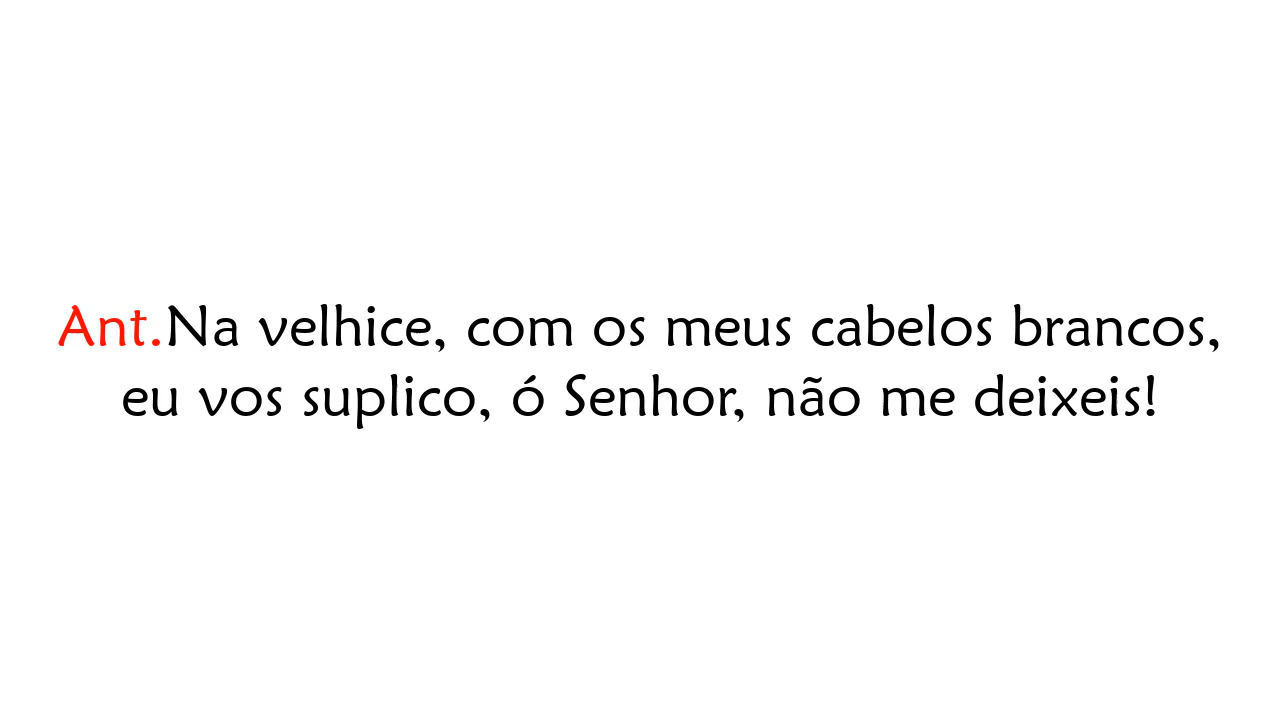 Ant.Na velhice, com os meus cabelos brancos,
eu vos suplico, ó Senhor, não me deixeis!